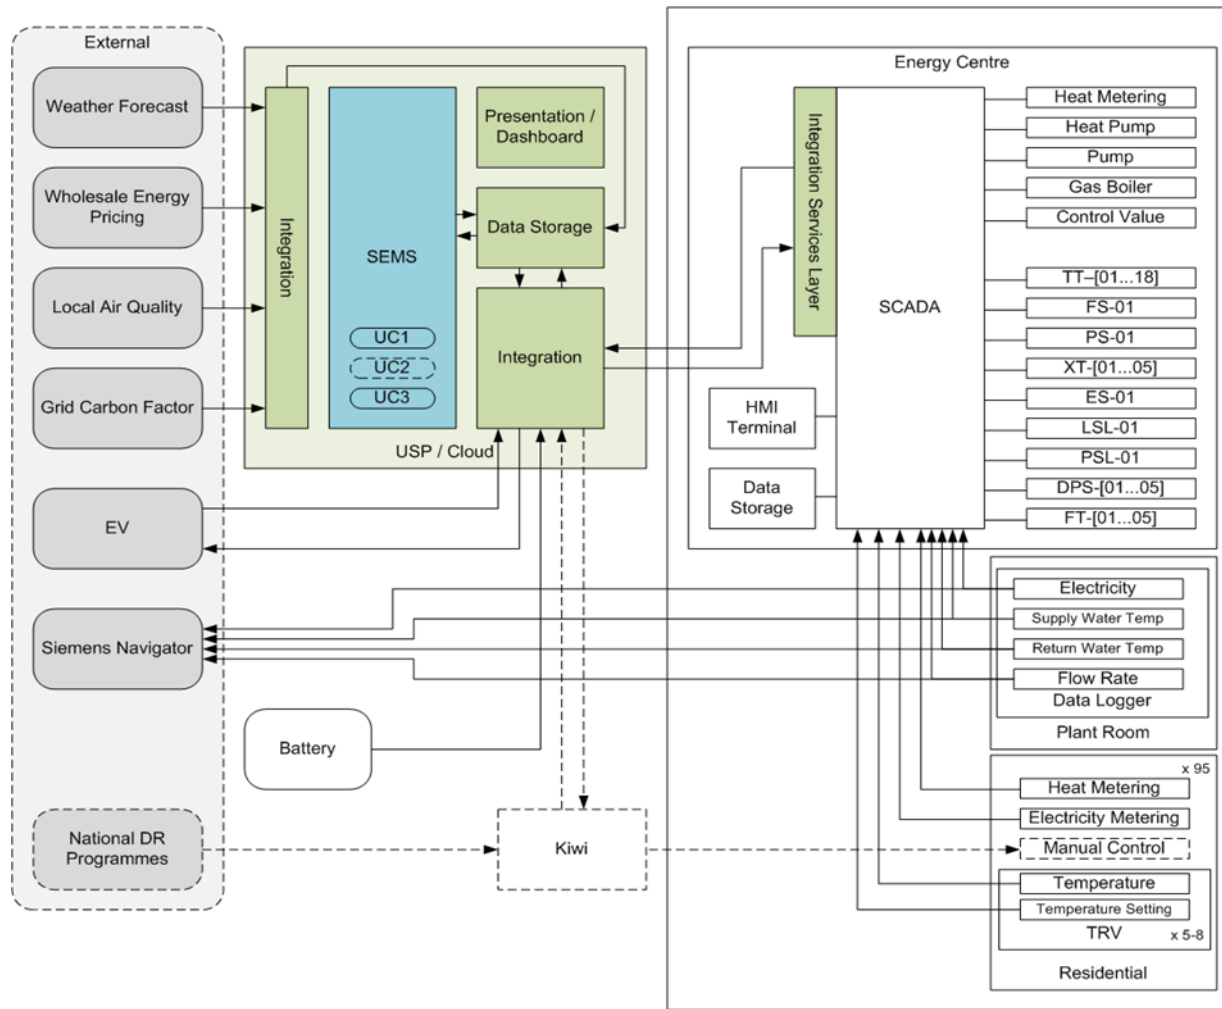 External
Weather Forecast
Wholesale Energy
Pricing
Local Air Quality
Grid Carbon Factor
EV
Siemens Navigator
National DR
Programmes
Integration
SEMS
UC1
UC2
UC3
Presentation /
Dashboard
Data Storage
Integration
USP / Cloud
Battery
Kiwi
Energy Centre
Integration Services Layer
SCADA
HMI
Terminal
Data
Storage
Heat Metering
Heat Pump
Pump
Gas Boiler
Control Value
TT–[01...18]
FS-01
PS-01
XT-[01...05]
ES-01
LSL-01
PSL-01
DPS-[01...05]
FT-[01...05]
Electricity
Supply Water Temp
Return Water Temp
Flow Rate
Data Logger
Plant Room
x 95
Heat Metering
Electricity Metering
Manual Control
Temperature
Temperature Setting
TRV
x 5-8
Residential